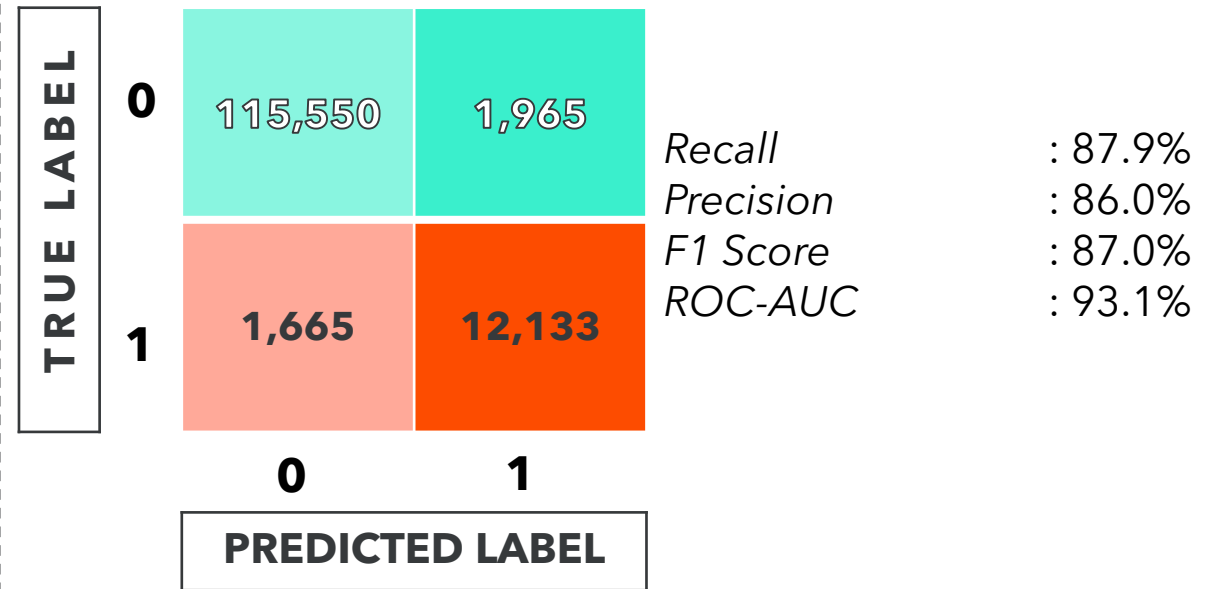 TRUE LABEL
0
115,550
1,965
1
1,665
12,133
0
1
PREDICTED LABEL
Recall : 87.9%
Precision : 86.0%
F1 Score : 87.0%
ROC-AUC : 93.1%